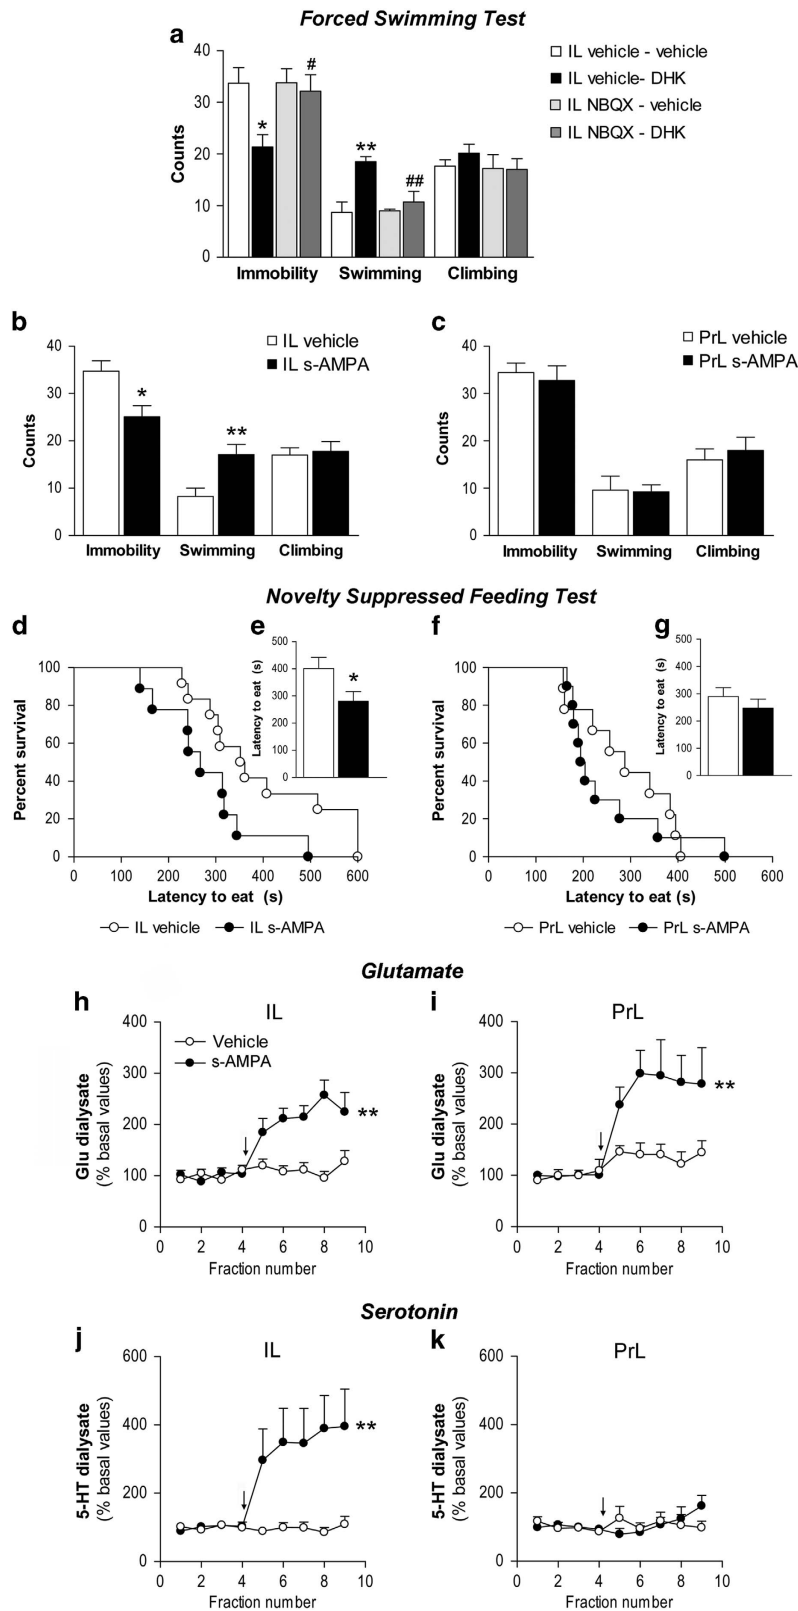 Forced Swimming Test
a
40
30
20
10
0
Counts
*
**
#
##
Immobility Swimming Climbing
IL vehicle - vehicle
IL vehicle- DHK
IL NBQX - vehicle
IL NBQX - DHK
b
40
30
20
10
0
Counts
*
**
Immobility Swimming Climbing
IL vehicle
IL s-AMPA
c
40
30
20
10
0
Counts
Immobility Swimming Climbing
PrL vehicle
PrL s-AMPA
Novelty Suppressed Feeding Test
d
100
80
60
40
20
0
Percent survival
0 100 200 300 400 500 600
Latency to eat (s)
IL vehicle IL s-AMPA
e
500
400
300
200
100
0
Latency to eat (s)
*
f
100
80
60
40
20
0
Percent survival
0 100 200 300 400 500 600
Latency to eat (s)
PrL vehicle PrL s-AMPA
g
500
400
300
200
100
0
Latency to eat (s)
Glutamate
h
IL
400
300
200
100
0
Glu dialysate
(% basal values)
Vehicle
s-AMPA
**
0 2 4 6 8 10
Fraction number
i
PrL
400
300
200
100
0
Glu dialysate
(% basal values)
**
0 2 4 6 8 10
Fraction number
Serotonin
j
IL
600
400
200
0
5-HT dialysate
(% basal values)
**
0 2 4 6 8 10
Fraction number
k
PrL
600
400
200
0
5-HT dialysate
(% basal values)
0 2 4 6 8 10
Fraction number